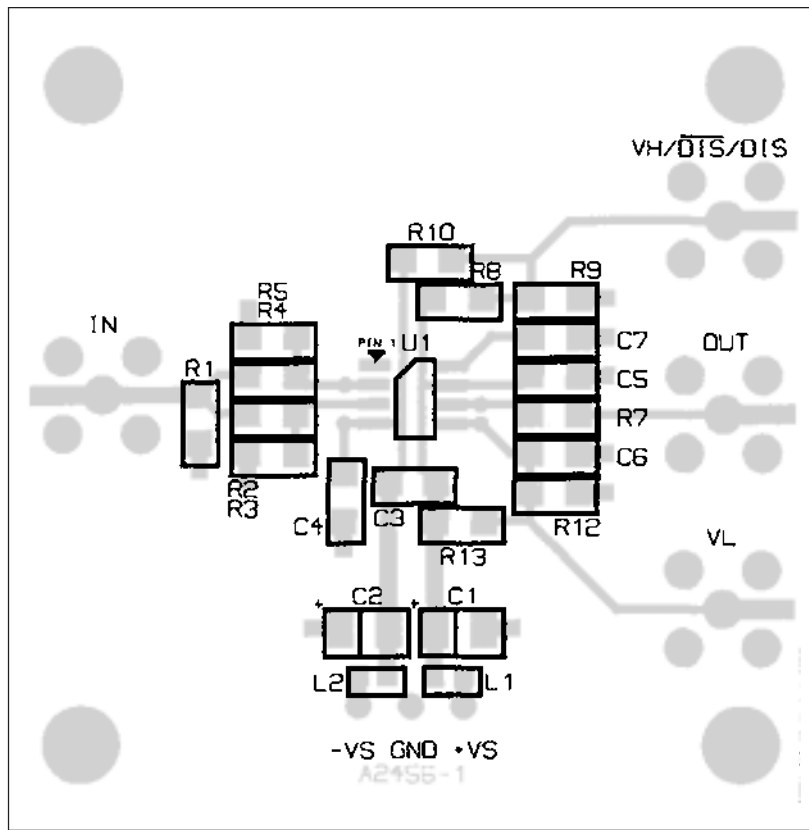 VH/DIS/DIS
R10
R8
R9
R5
R4
IN
PIN 1
U1
C7
OUT
R1
C5
R7
C6
R2
R3
C4
C3
R12
R13
VL
C2
C1
+
+
L2
L1
-VS GND +VS
A2456-1